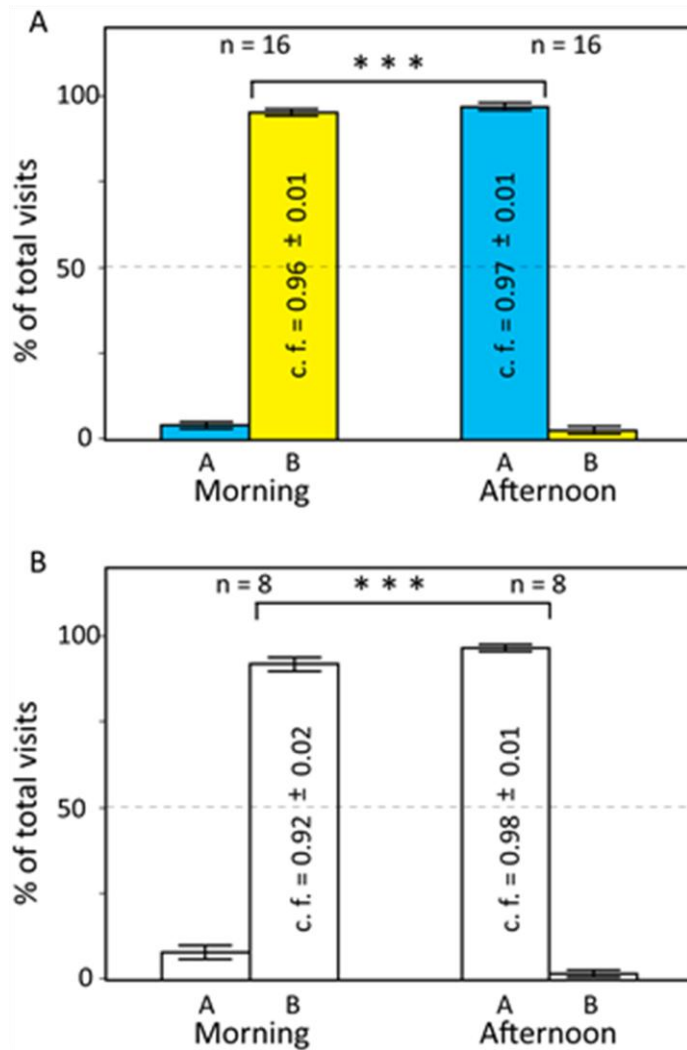 A
n = 16
* * *
n = 16
100
50
0
% of total visits
c. f. = 0.96 ± 0.01
c. f. = 0.97 ± 0.01
A B A B
Morning Afternoon
B
n = 8
* * *
n = 8
100
50
0
% of total visits
c. f. = 0.92 ± 0.02
c. f. = 0.98 ± 0.01
A B A B
Morning Afternoon